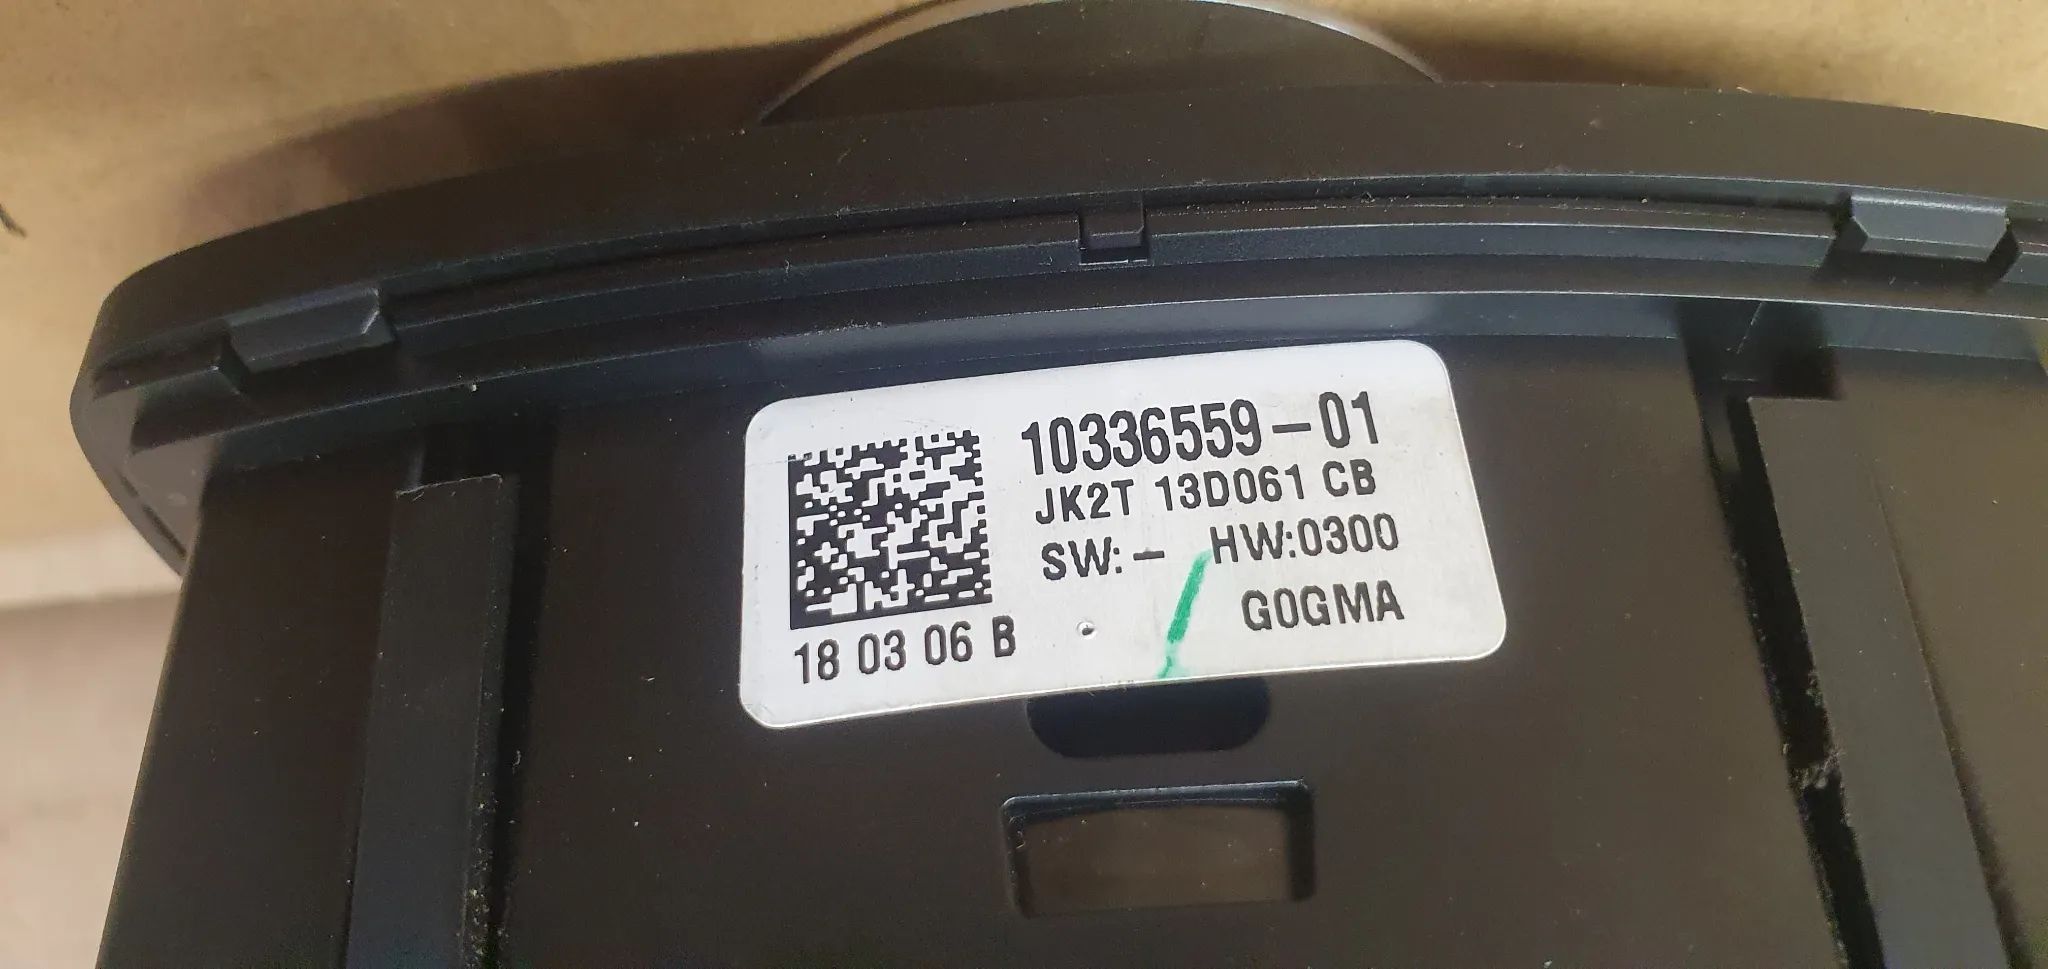 10336559-01
JK2T 13D061 CB
SW:- HW:0300
G0GMA
18 03 06 B